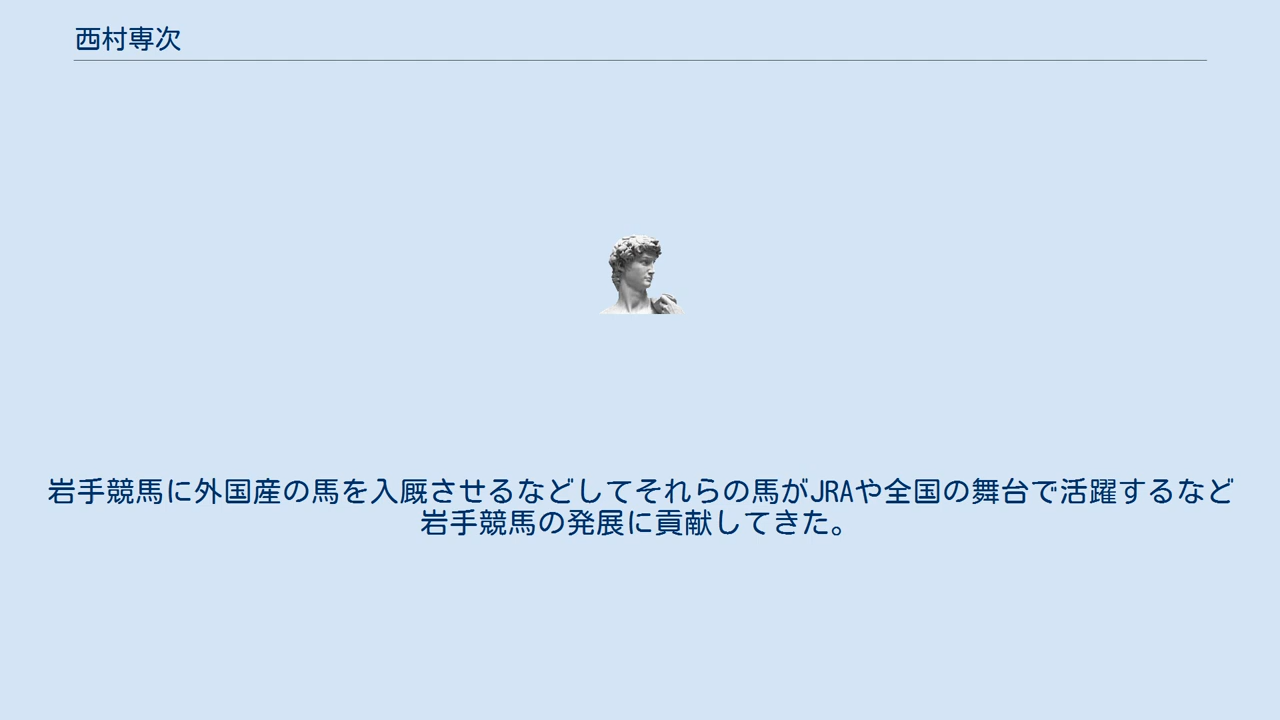 西村専次
岩手競馬に外国産の馬を入厩させるなどしてそれらの馬がJRAや全国の舞台で活躍するなど
岩手競馬の発展に貢献してきた。